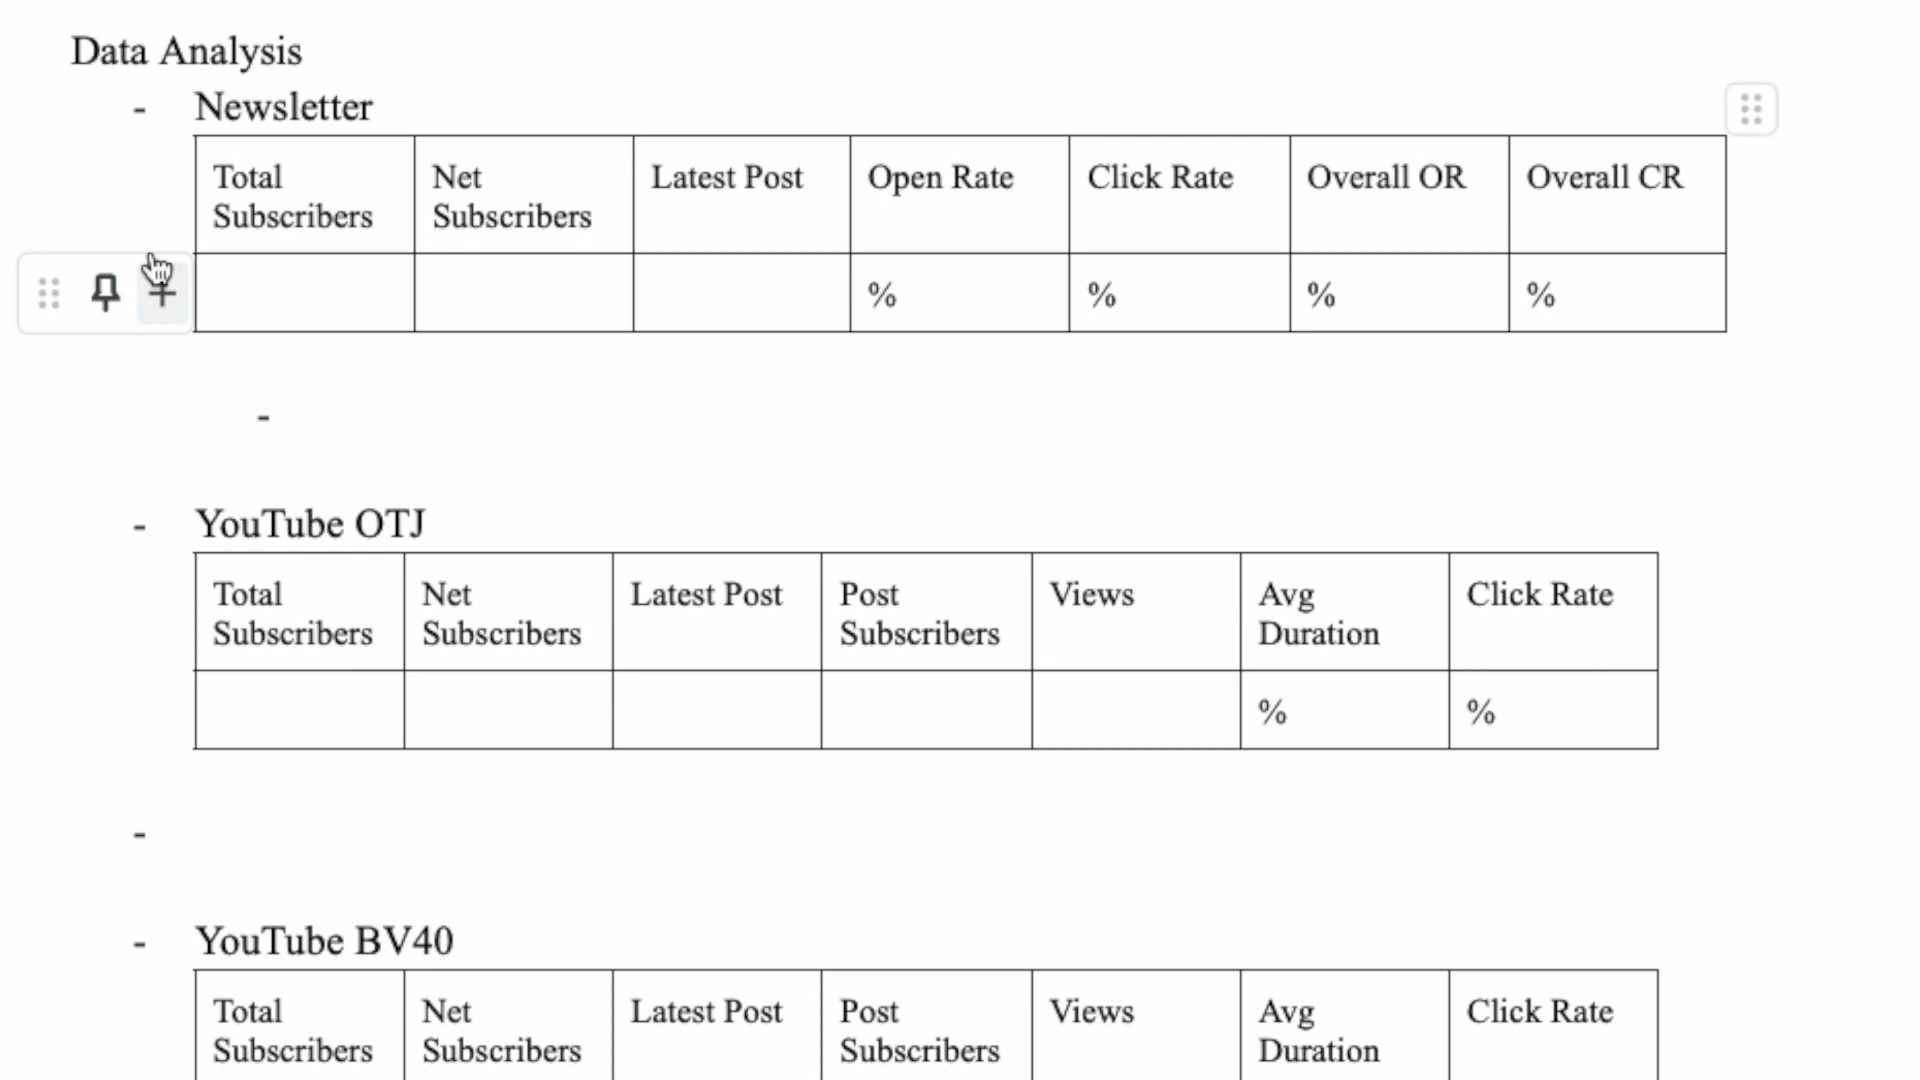 Data Analysis
- Newsletter
Total Subscribers Net Subscribers Latest Post Open Rate Click Rate Overall OR Overall CR
% % % %
-
- YouTube OTJ
Total Subscribers Net Subscribers Latest Post Post Subscribers Views Avg Duration Click Rate
% %
-
- YouTube BV40
Total Subscribers Net Subscribers Latest Post Post Subscribers Views Avg Duration Click Rate